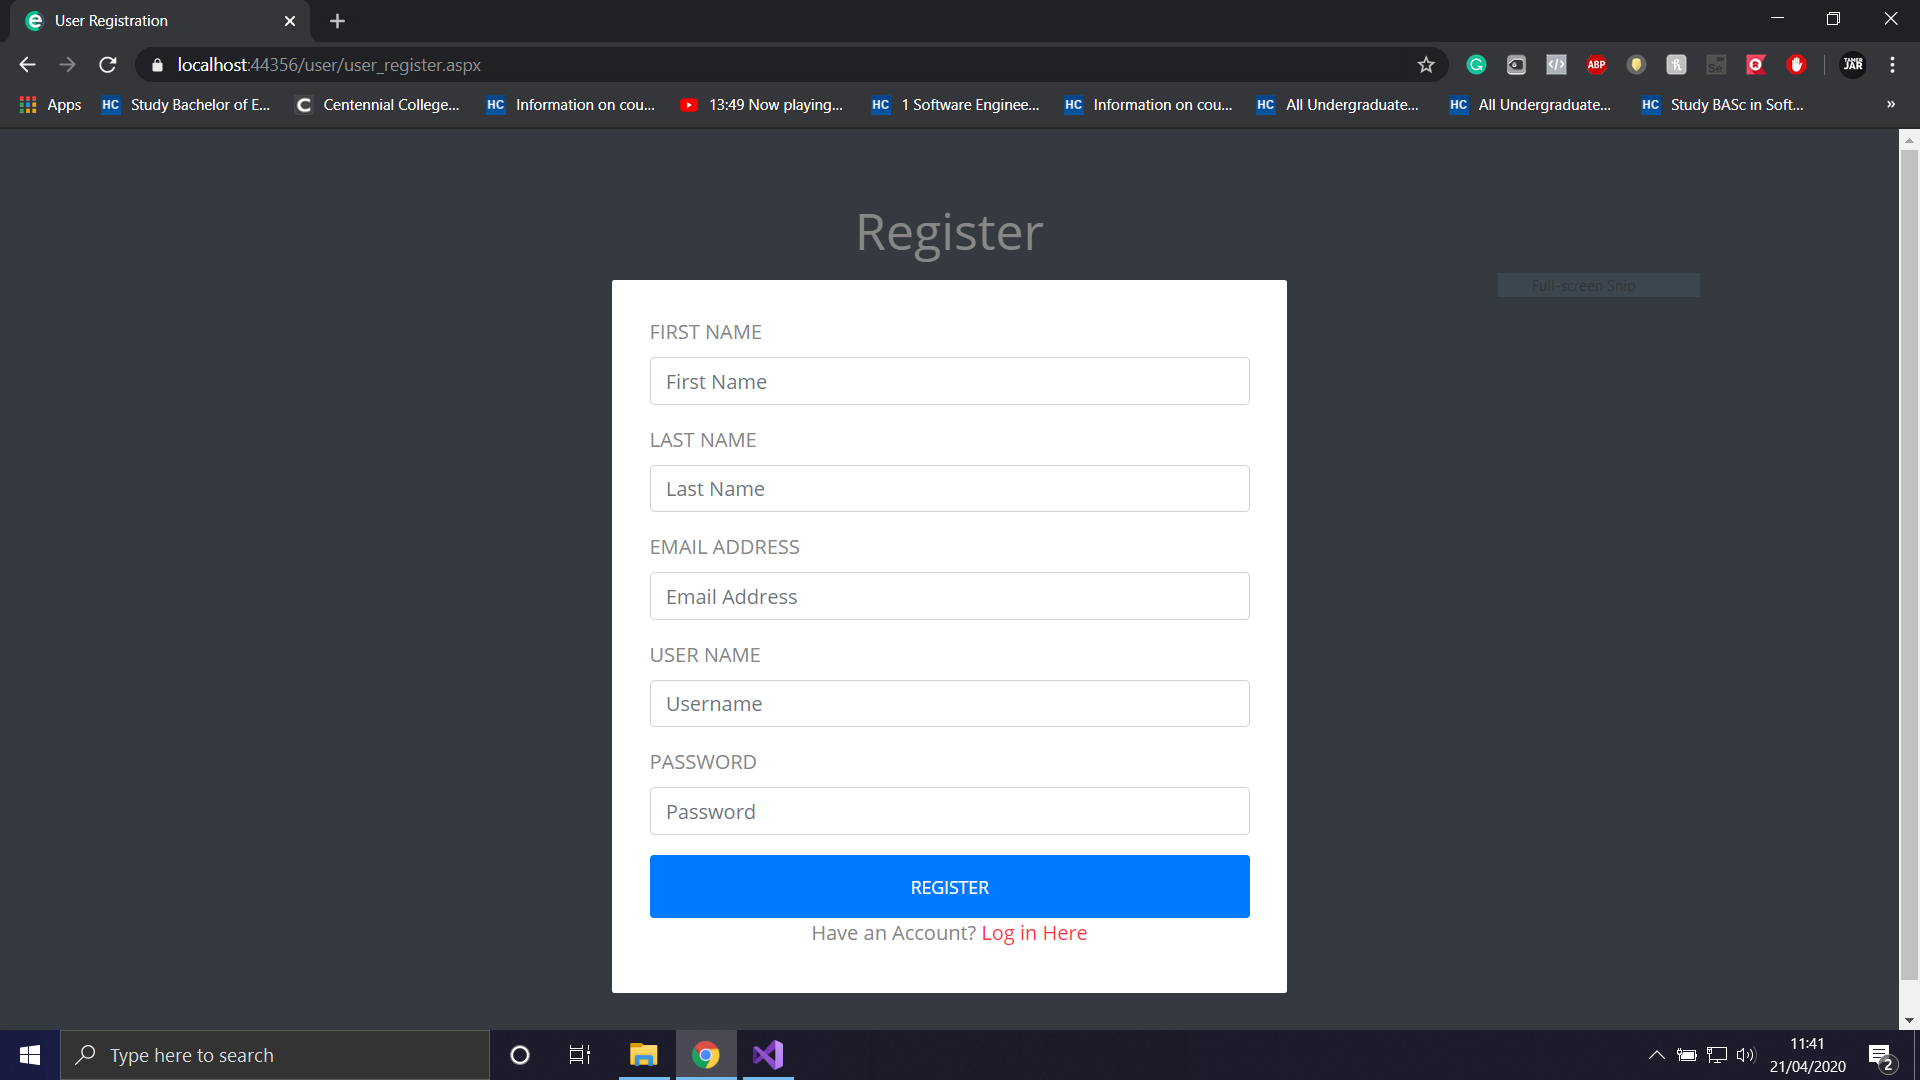 User Registration
localhost:44356/user/user_register.aspx
ABP
Se
TAMER JAR
Apps
HC Study Bachelor of E...
C Centennial College...
HC Information on cou...
13:49 Now playing...
HC 1 Software Enginee...
HC Information on cou...
HC All Undergraduate...
HC All Undergraduate...
HC Study BASc in Soft...
»
Register
Full-screen Snip
FIRST NAME
First Name
LAST NAME
Last Name
EMAIL ADDRESS
Email Address
USER NAME
Username
PASSWORD
Password
REGISTER
Have an Account? Log in Here
Type here to search
11:41
21/04/2020
2